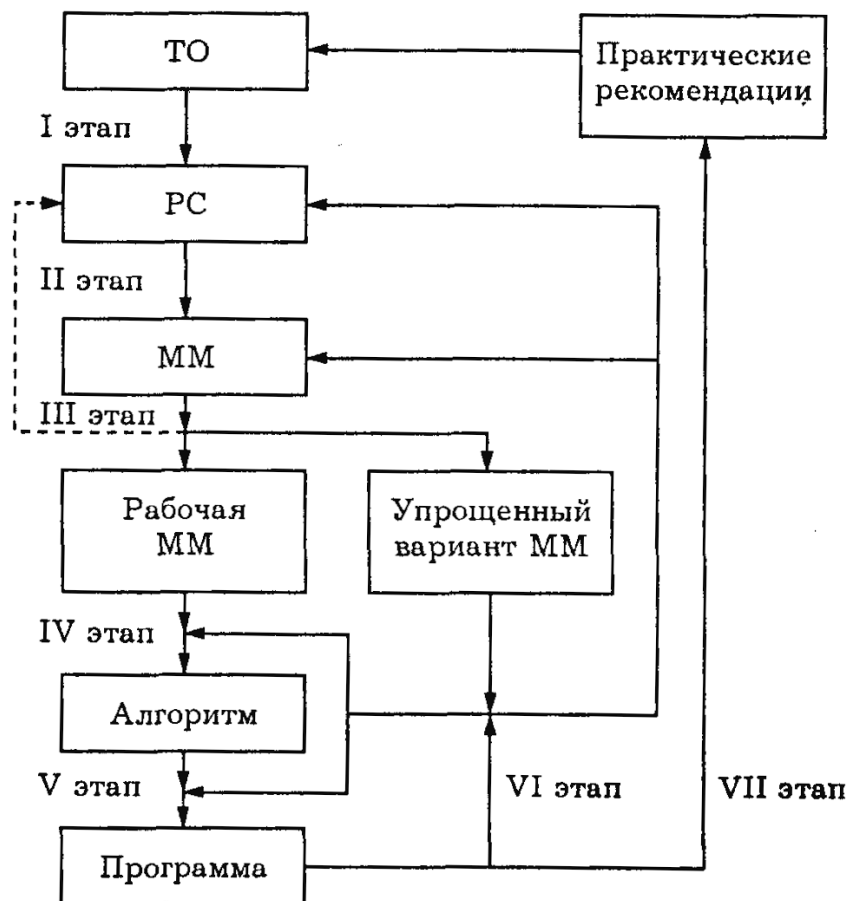 ТО
Практические
рекомендации
I этап
РС
II этап
ММ
III этап
Рабочая
ММ
Упрощенный
вариант ММ
IV этап
Алгоритм
V этап
VI этап
VII этап
Программа